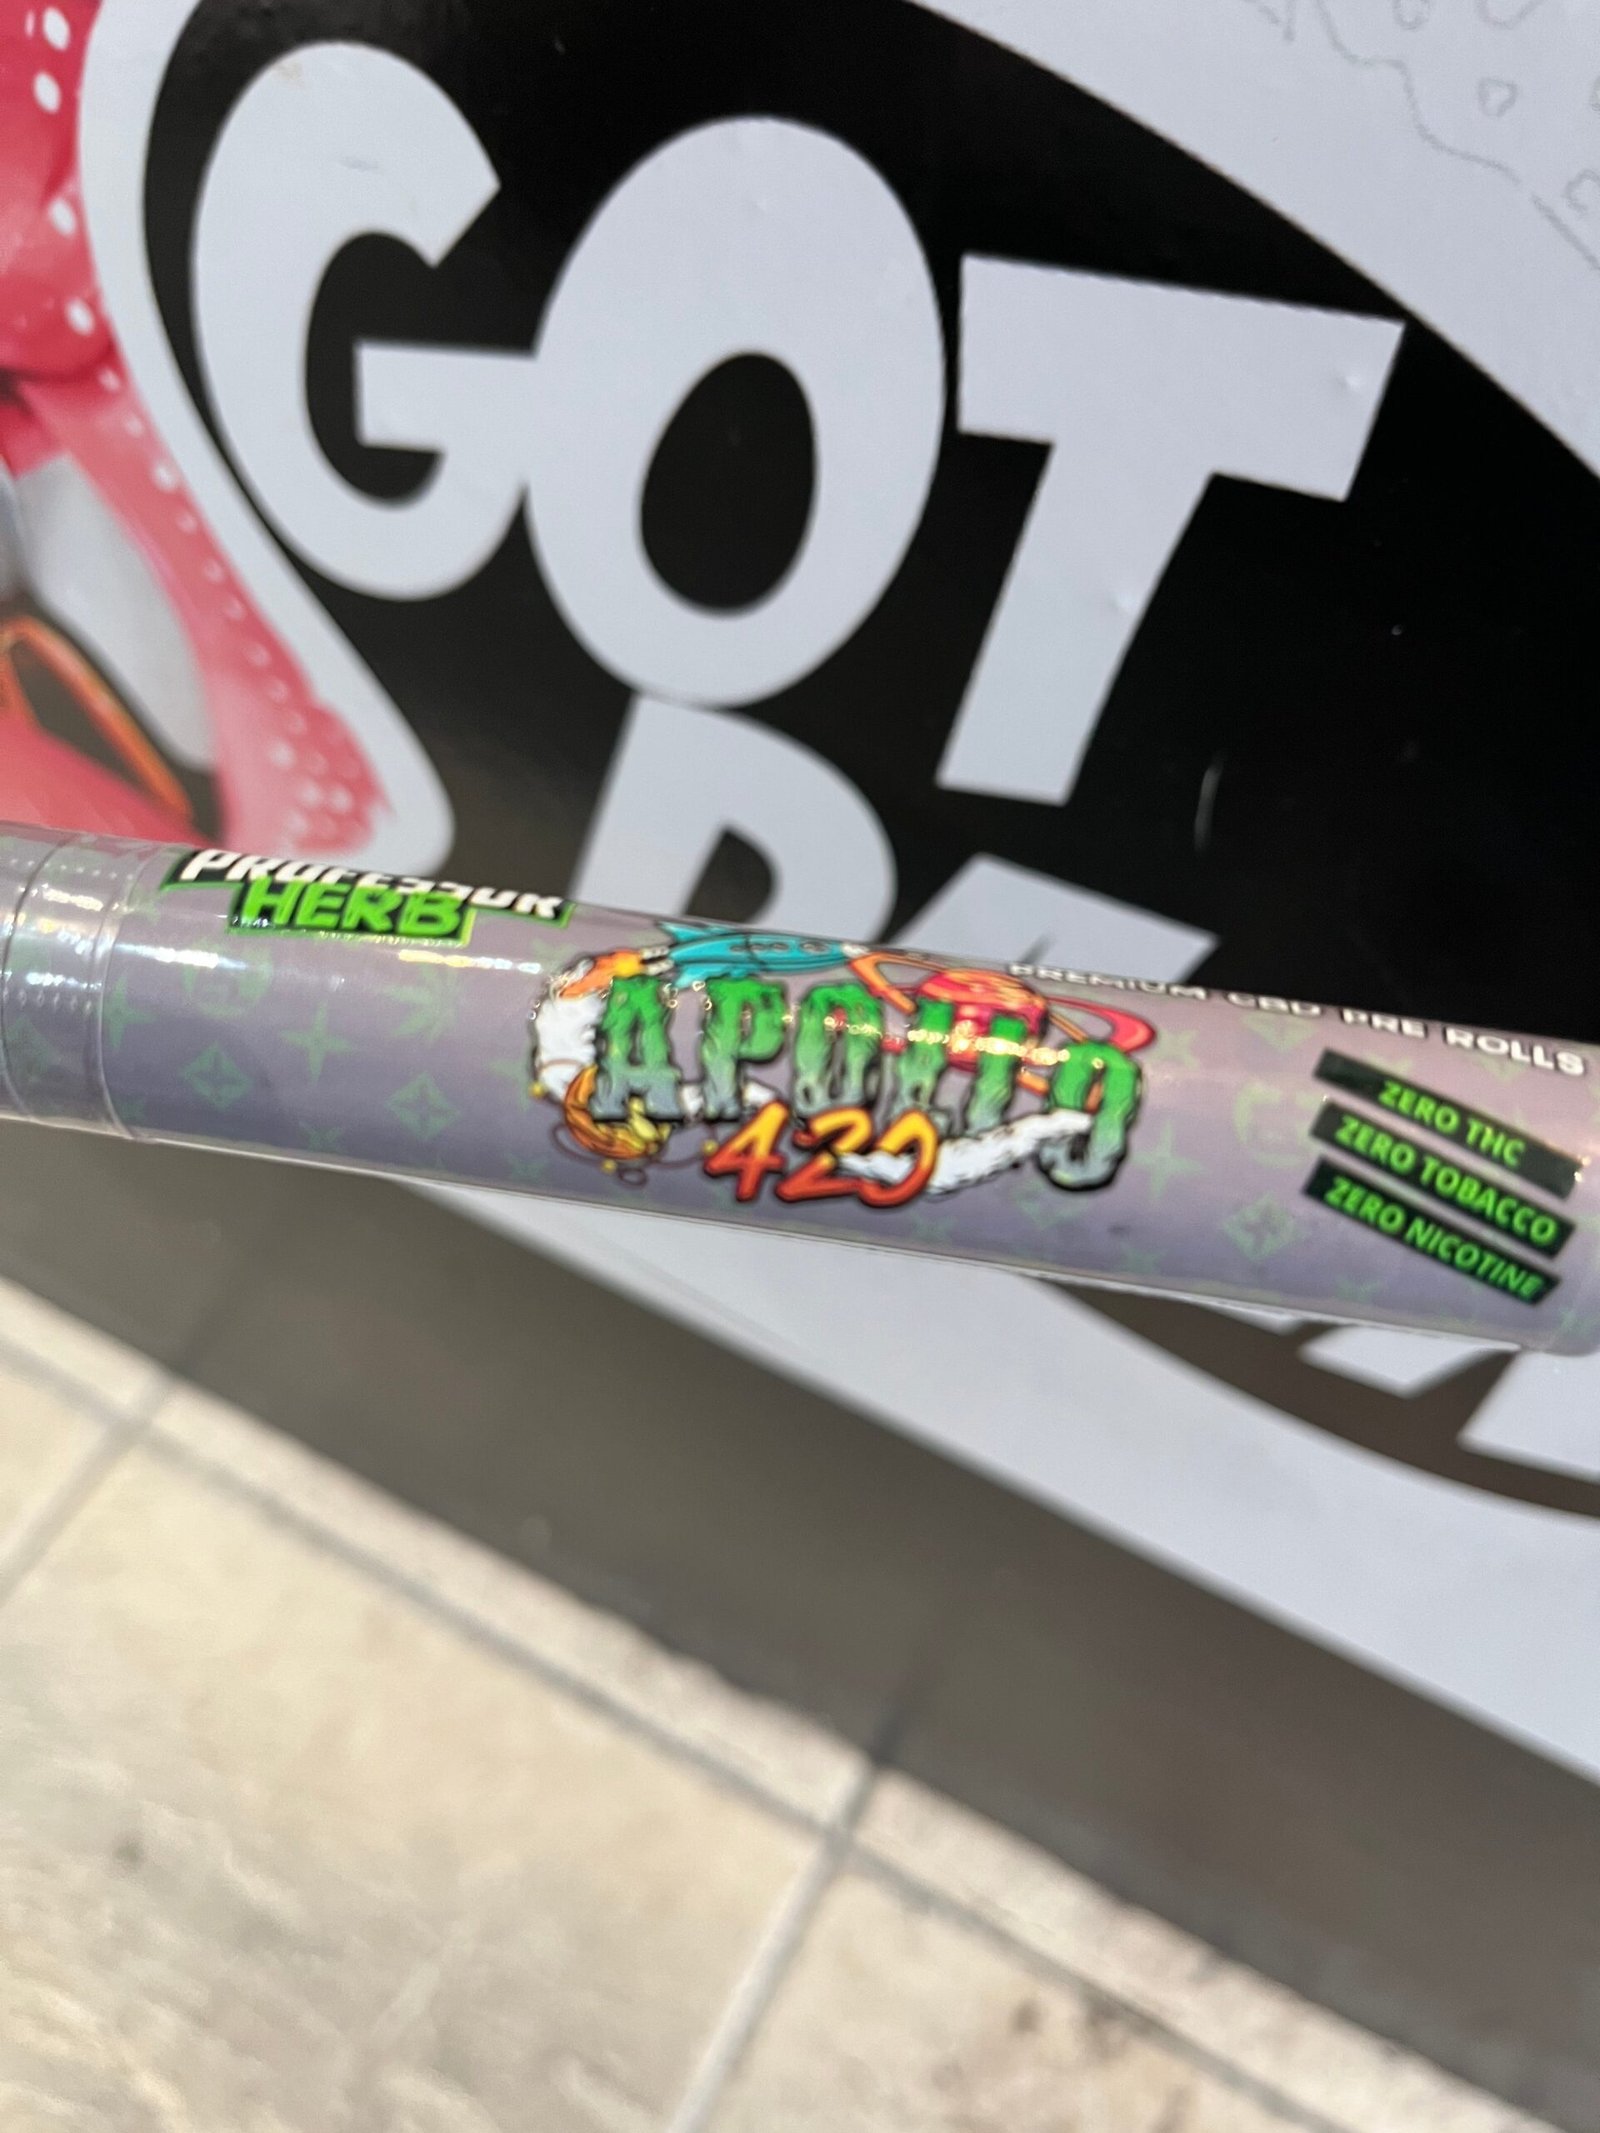 GOT
PROFESSOR
HERB
APOLLO
420
PREMIUM CBD PRE ROLLS
ZERO THC
ZERO TOBACCO
ZERO NICOTINE